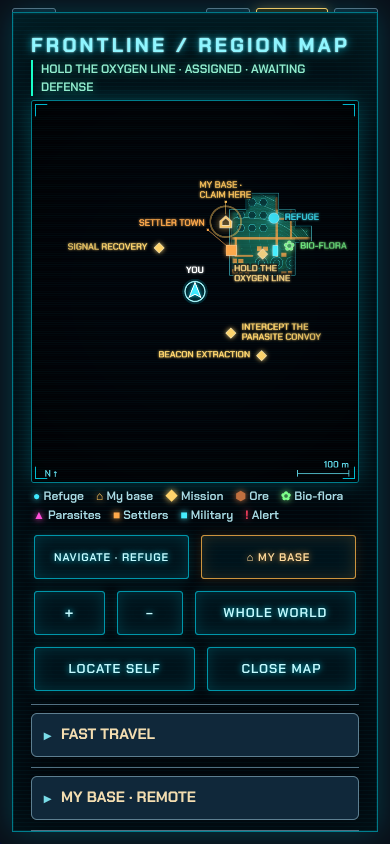 FRONTLINE / REGION MAP
HOLD THE OXYGEN LINE · ASSIGNED · AWAITING
DEFENSE
MY BASE ·
CLAIM HERE
REFUGE
SETTLER TOWN
SIGNAL RECOVERY
BIO-FLORA
HOLD THE
OXYGEN LINE
YOU
INTERCEPT THE
PARASITE CONVOY
BEACON EXTRACTION
N ↑
100 m
● Refuge ⌂ My base ◆ Mission ⬢ Ore ✿ Bio-flora
▲ Parasites ■ Settlers ■ Military ! Alert
NAVIGATE · REFUGE
⌂ MY BASE
+
−
WHOLE WORLD
LOCATE SELF
CLOSE MAP
▶ FAST TRAVEL
▶ MY BASE · REMOTE